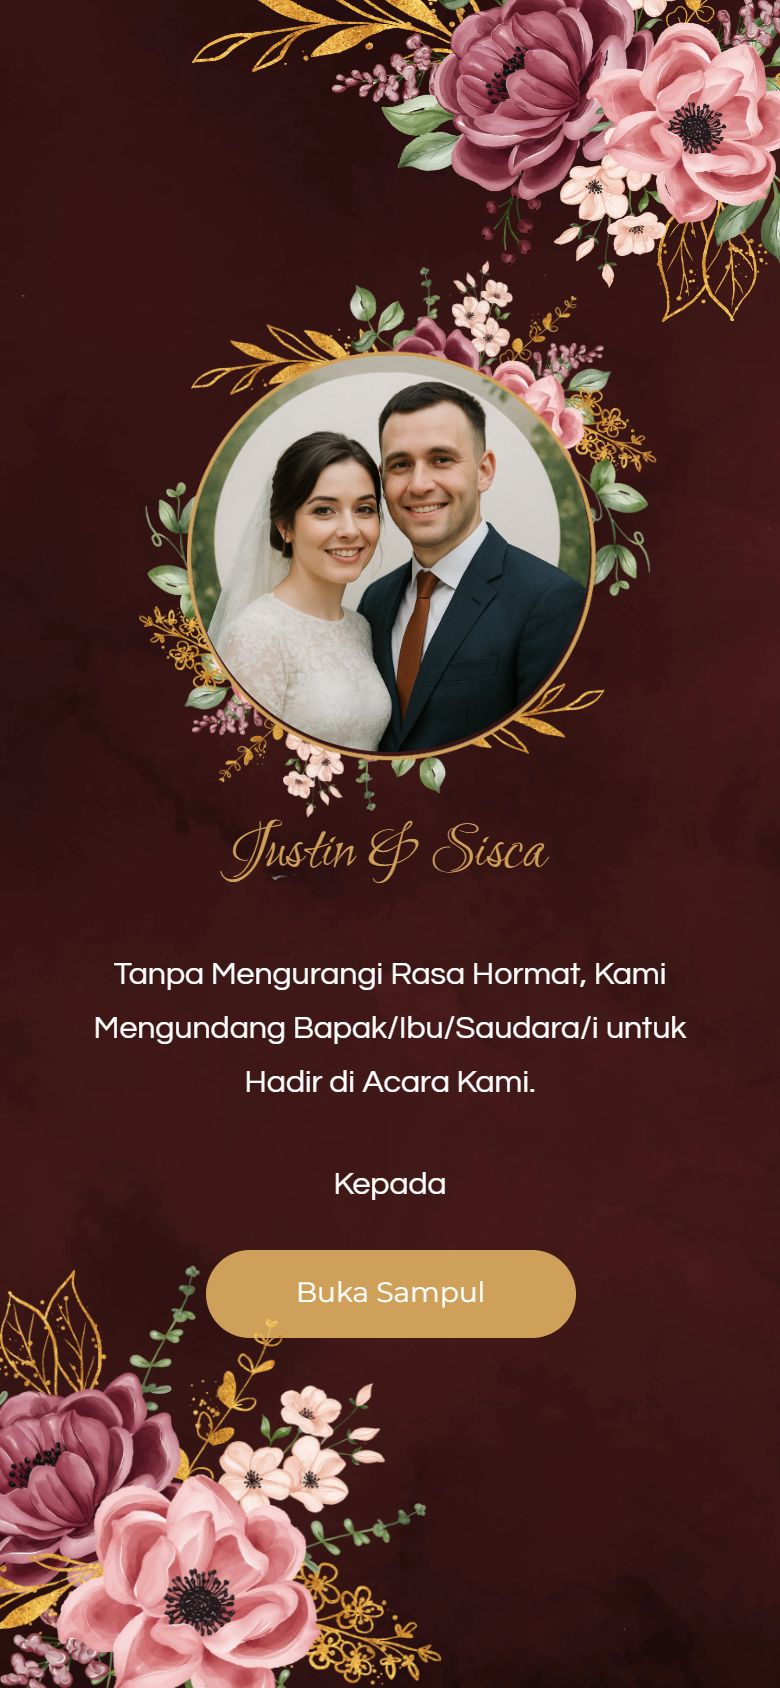 Justin & Sisca
Tanpa Mengurangi Rasa Hormat, Kami
Mengundang Bapak/Ibu/Saudara/i untuk
Hadir di Acara Kami.
Kepada
Buka Sampul